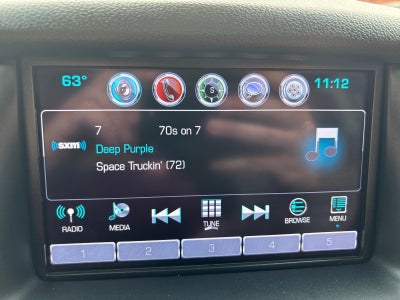 63°
S
11:12
7 70s on 7
((sxm))
Deep Purple
Space Truckin' (72)
RADIO MEDIA TUNE BROWSE MENU
1 2 3 4 5